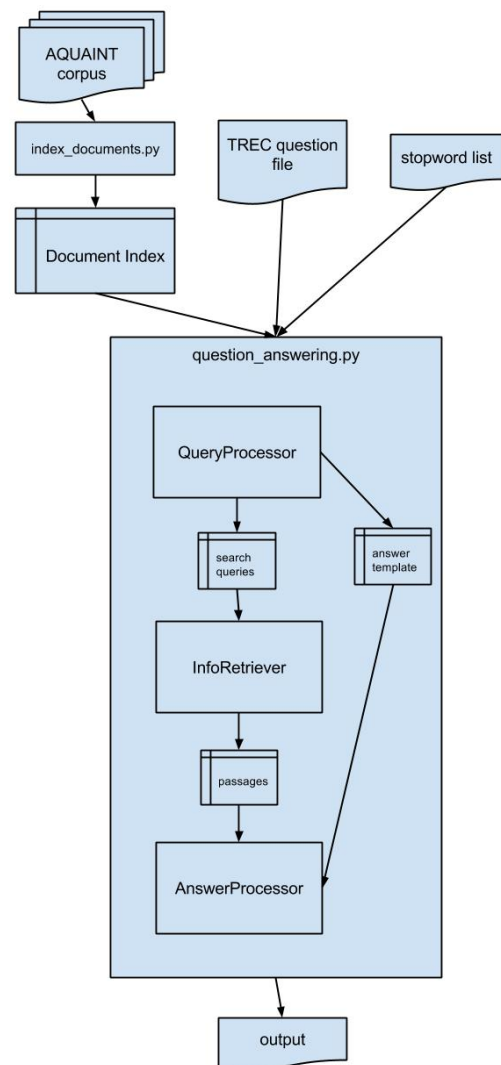 AQUAINT
corpus
index_documents.py
TREC question
file
stopword list
Document Index
question_answering.py
QueryProcessor
search
queries
answer
template
InfoRetriever
passages
AnswerProcessor
output